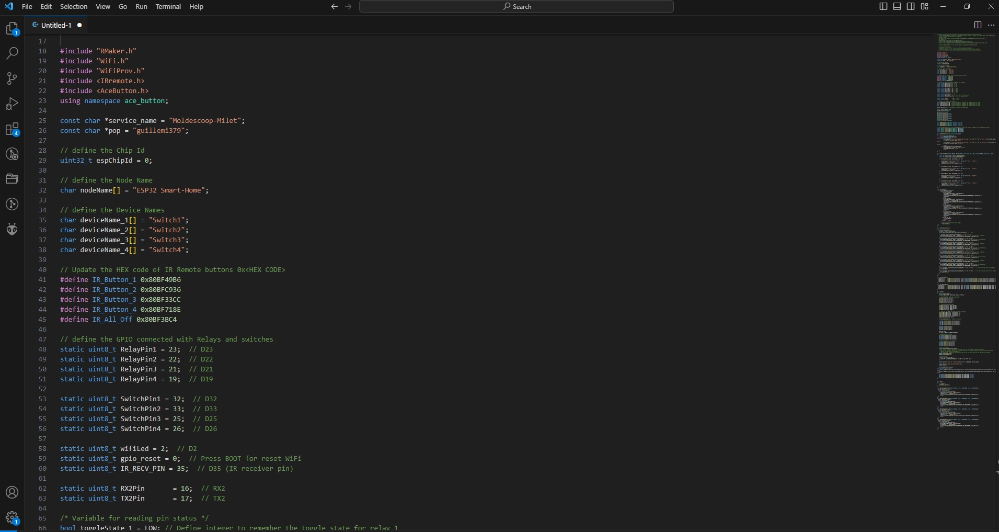 File Edit Selection View Go Run Terminal Help
Search
Untitled-1
1
4
1
17
18 #include "RMaker.h"
19 #include "WiFi.h"
20 #include "WiFiProv.h"
21 #include <IRremote.h>
22 #include <AceButton.h>
23 using namespace ace_button;
24
25 const char *service_name = "Moldescoop-Milet";
26 const char *pop = "guillemi379";
27
28 // define the Chip Id
29 uint32_t espChipId = 0;
30
31 // define the Node Name
32 char nodeName[] = "ESP32 Smart-Home";
33
34 // define the Device Names
35 char deviceName_1[] = "Switch1";
36 char deviceName_2[] = "Switch2";
37 char deviceName_3[] = "Switch3";
38 char deviceName_4[] = "Switch4";
39
40 // Update the HEX code of IR Remote buttons 0x<HEX CODE>
41 #define IR_Button_1 0x80BF49B6
42 #define IR_Button_2 0x80BFC936
43 #define IR_Button_3 0x80BF33CC
44 #define IR_Button_4 0x80BF718E
45 #define IR_All_Off 0x80BF3BC4
46
47 // define the GPIO connected with Relays and switches
48 static uint8_t RelayPin1 = 23;  // D23
49 static uint8_t RelayPin2 = 22;  // D22
50 static uint8_t RelayPin3 = 21;  // D21
51 static uint8_t RelayPin4 = 19;  // D19
52
53 static uint8_t SwitchPin1 = 32;  // D32
54 static uint8_t SwitchPin2 = 33;  // D33
55 static uint8_t SwitchPin3 = 25;  // D25
56 static uint8_t SwitchPin4 = 26;  // D26
57
58 static uint8_t wifiLed = 2;  // D2
59 static uint8_t gpio_reset = 0;  // Press BOOT for reset WiFi
60 static uint8_t IR_RECV_PIN = 35;  // D35 (IR receiver pin)
61
62 static uint8_t RX2Pin       = 16;  // RX2
63 static uint8_t TX2Pin       = 17;  // TX2
64
65 /* Variable for reading pin status */
66 bool toggleState_1 = LOW; // Define integer to remember the toggle state for relay 1